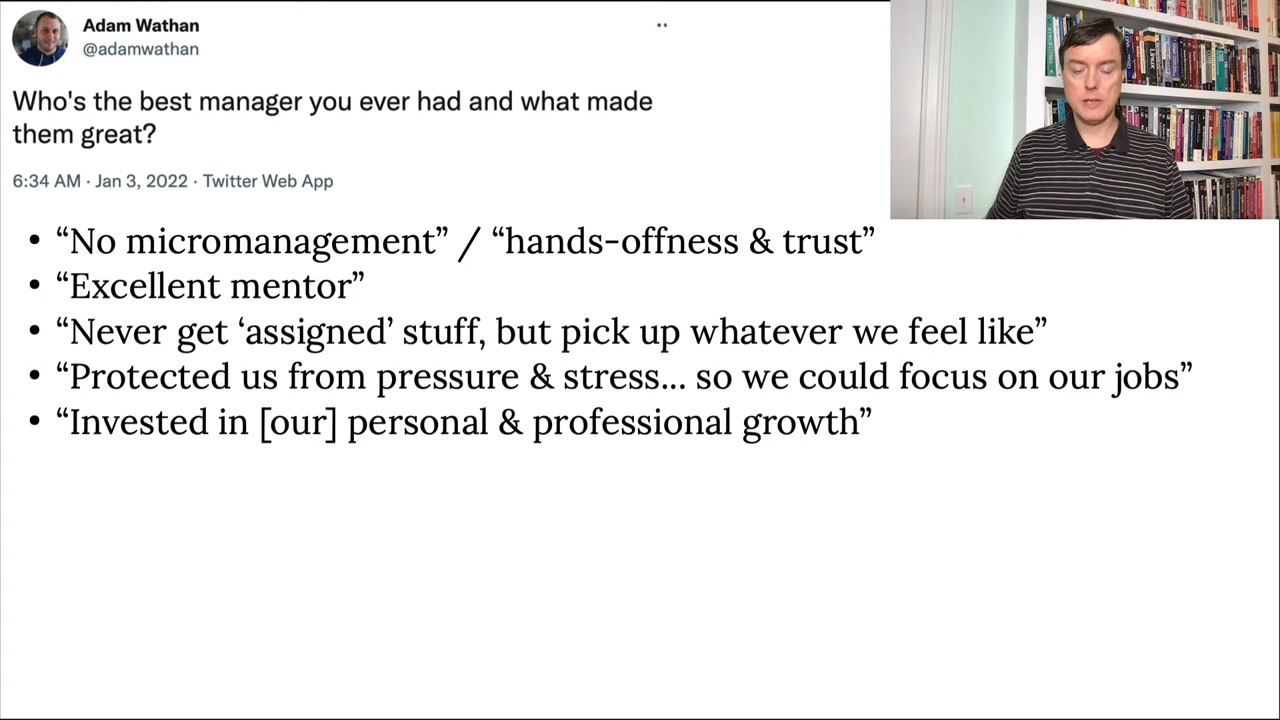 Adam Wathan
@adamwathan
Who's the best manager you ever had and what made
them great?
6:34 AM · Jan 3, 2022 · Twitter Web App
• “No micromanagement” / “hands-offness & trust”
• “Excellent mentor”
• “Never get ‘assigned’ stuff, but pick up whatever we feel like”
• “Protected us from pressure & stress... so we could focus on our jobs”
• “Invested in [our] personal & professional growth”